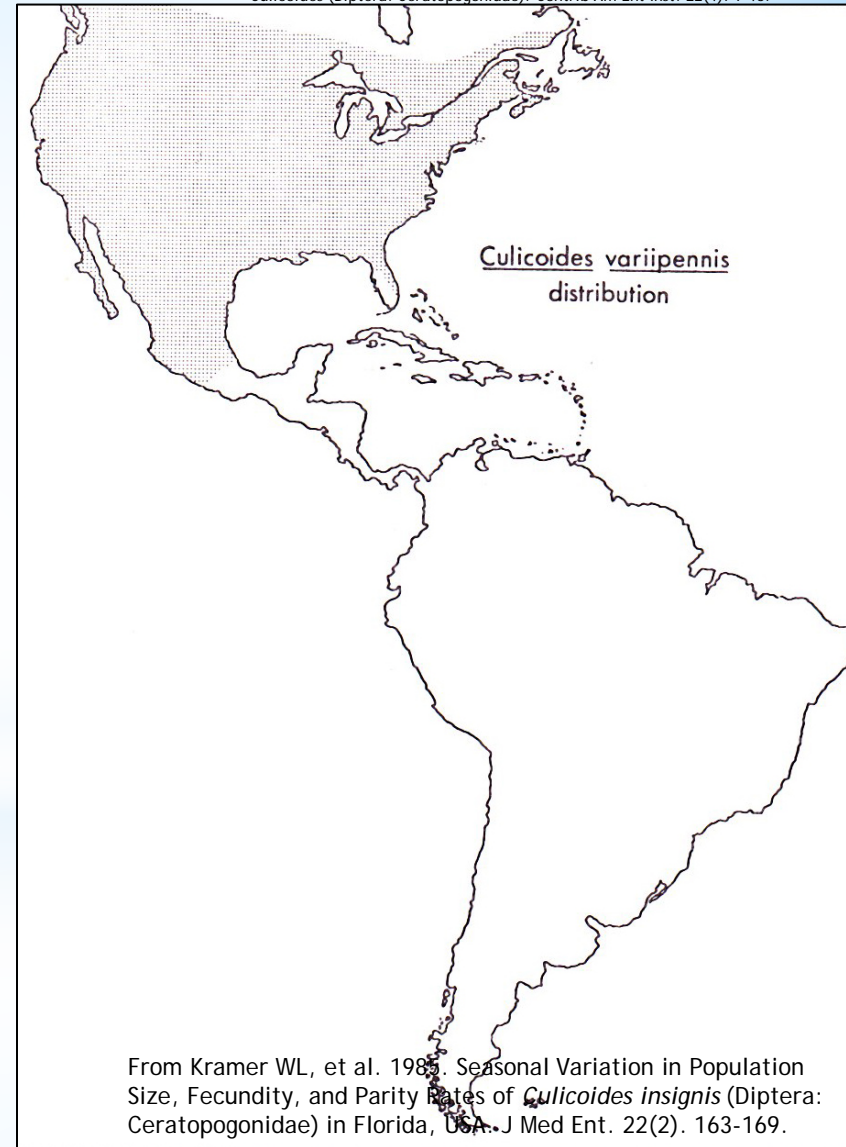 Culicoides variipennis
distribution
From Kramer WL, et al. 1985. Seasonal Variation in Population
Size, Fecundity, and Parity Rates of Culicoides insignis (Diptera:
Ceratopogonidae) in Florida, USA. J Med Ent. 22(2). 163-169.